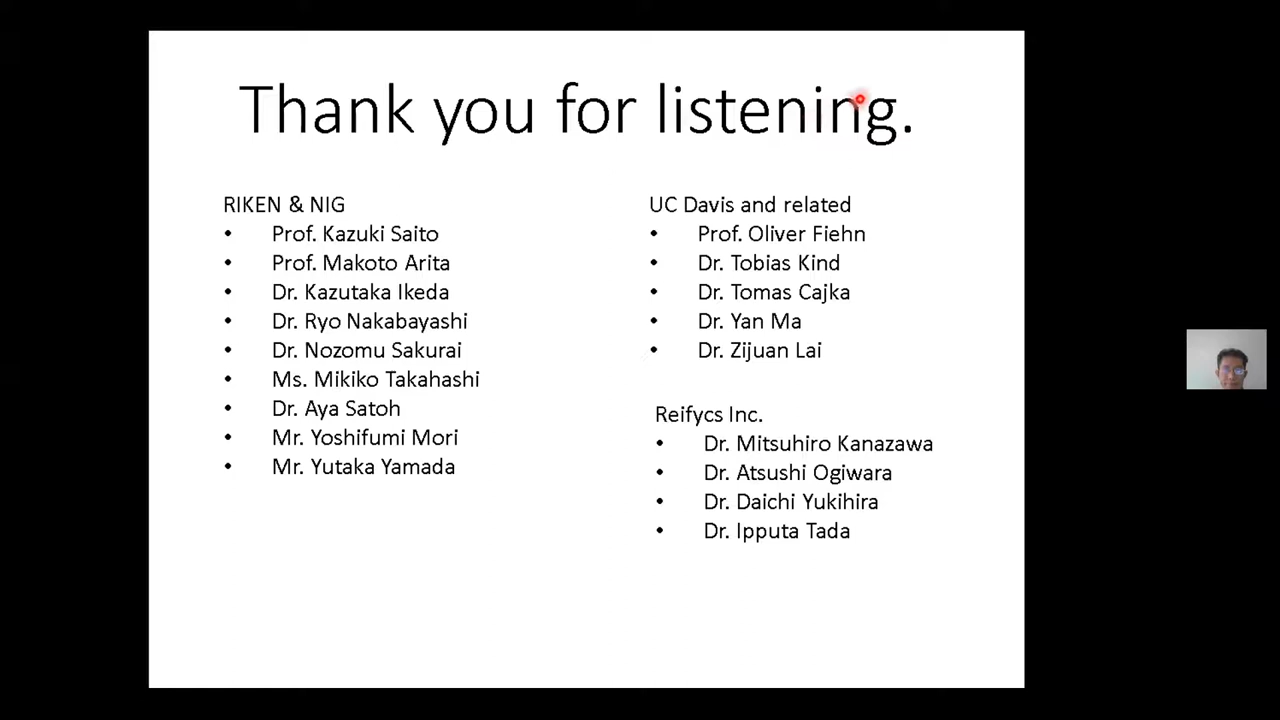 Thank you for listening.
RIKEN & NIG
• Prof. Kazuki Saito
• Prof. Makoto Arita
• Dr. Kazutaka Ikeda
• Dr. Ryo Nakabayashi
• Dr. Nozomu Sakurai
• Ms. Mikiko Takahashi
• Dr. Aya Satoh
• Mr. Yoshifumi Mori
• Mr. Yutaka Yamada
UC Davis and related
• Prof. Oliver Fiehn
• Dr. Tobias Kind
• Dr. Tomas Cajka
• Dr. Yan Ma
• Dr. Zijuan Lai
Reifycs Inc.
• Dr. Mitsuhiro Kanazawa
• Dr. Atsushi Ogiwara
• Dr. Daichi Yukihira
• Dr. Ipputa Tada